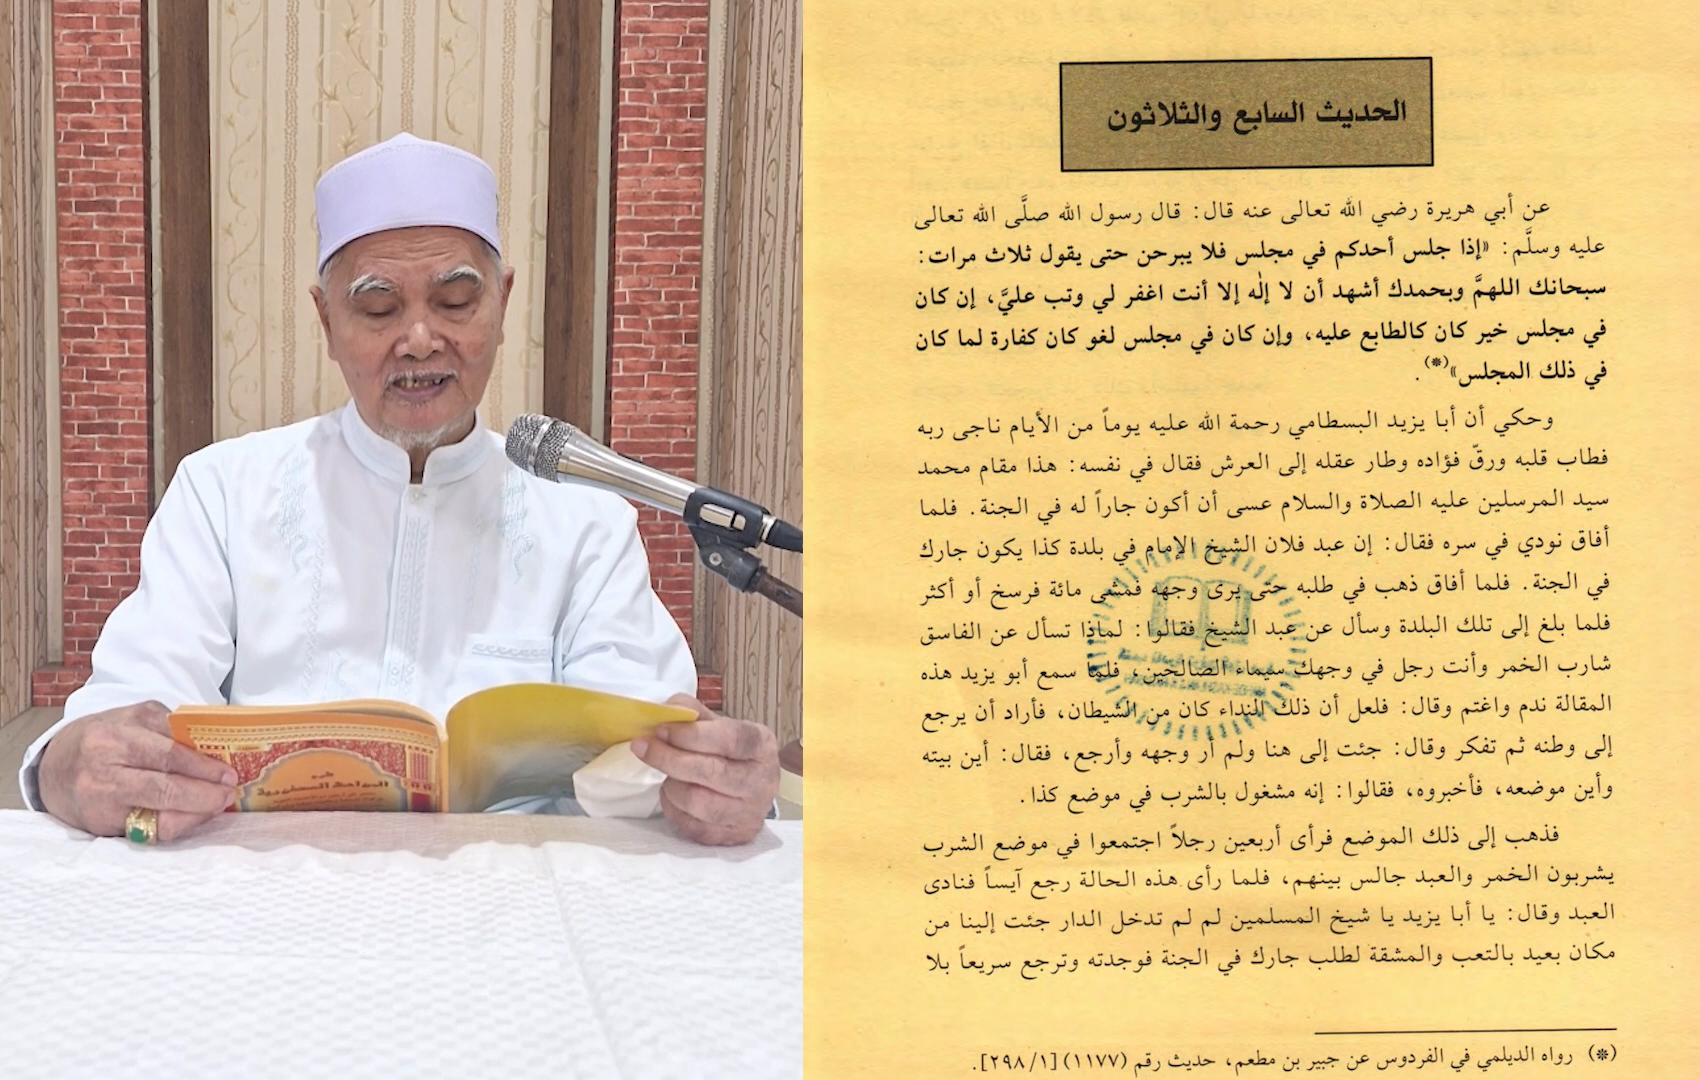 الحديث السابع والثلاثون
عن أبي هريرة رضي الله تعالى عنه قال: قال رسول الله صلَّى الله تعالى
عليه وسلَّم: «إذا جلس أحدكم في مجلس فلا يبرحن حتى يقول ثلاث مرات:
سبحانك اللهمَّ وبحمدك أشهد أن لا إلٰه إلا أنت اغفر لي وتب عليَّ، إن كان
في مجلس خير كان كالطابع عليه، وإن كان في مجلس لغو كان كفارة لما كان
في ذلك المجلس»(*).
وحكي أن أبا يزيد البسطامي رحمة الله عليه يوماً من الأيام ناجى ربه
فطاب قلبه ورقّ فؤاده وطار عقله إلى العرش فقال في نفسه: هذا مقام محمد
سيد المرسلين عليه الصلاة والسلام عسى أن أكون جاراً له في الجنة. فلما
أفاق نودي في سره فقال: إن عبد فلان الشيخ الإمام في بلدة كذا يكون جارك
في الجنة. فلما أفاق ذهب في طلبه حتى يرى وجهه فمشى مائة فرسخ أو أكثر
فلما بلغ إلى تلك البلدة وسأل عن عبد الشيخ فقالوا: لماذا تسأل عن الفاسق
شارب الخمر وأنت رجل في وجهك سيماء الصالحين، فلما سمع أبو يزيد هذه
المقالة ندم واغتم وقال: فلعل أن ذلك النداء كان من الشيطان، فأراد أن يرجع
إلى وطنه ثم تفكر وقال: جئت إلى هنا ولم أر وجهه وأرجع، فقال: أين بيته
وأين موضعه، فأخبروه، فقالوا: إنه مشغول بالشرب في موضع كذا.
فذهب إلى ذلك الموضع فرأى أربعين رجلاً اجتمعوا في موضع الشرب
يشربون الخمر والعبد جالس بينهم، فلما رأى هذه الحالة رجع آيساً فنادى
العبد وقال: يا أبا يزيد يا شيخ المسلمين لم لم تدخل الدار جئت إلينا من
مكان بعيد بالتعب والمشقة لطلب جارك في الجنة فوجدته وترجع سريعاً بلا
(*) رواه الديلمي في الفردوس عن جبير بن مطعم، حديث رقم (١١٧٧) [٢٩٨/١].